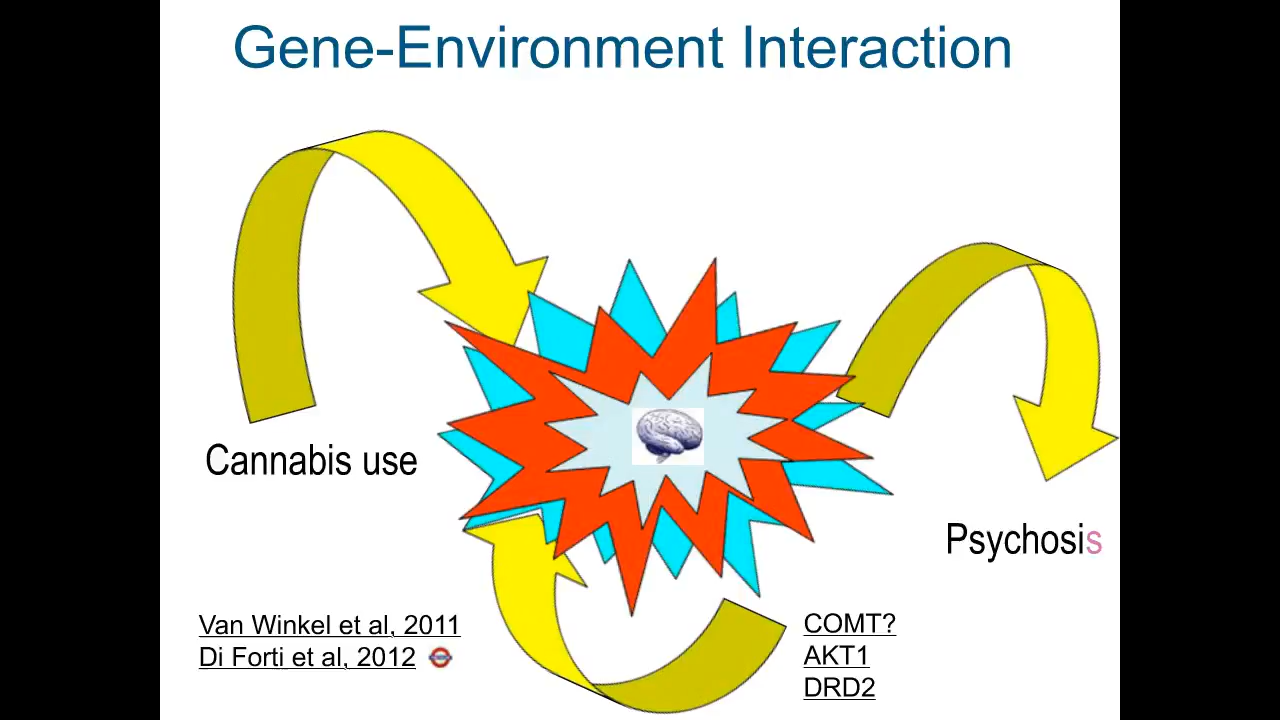 Gene-Environment Interaction
Cannabis use
Psychosis
Van Winkel et al, 2011
Di Forti et al, 2012
COMT?
AKT1
DRD2